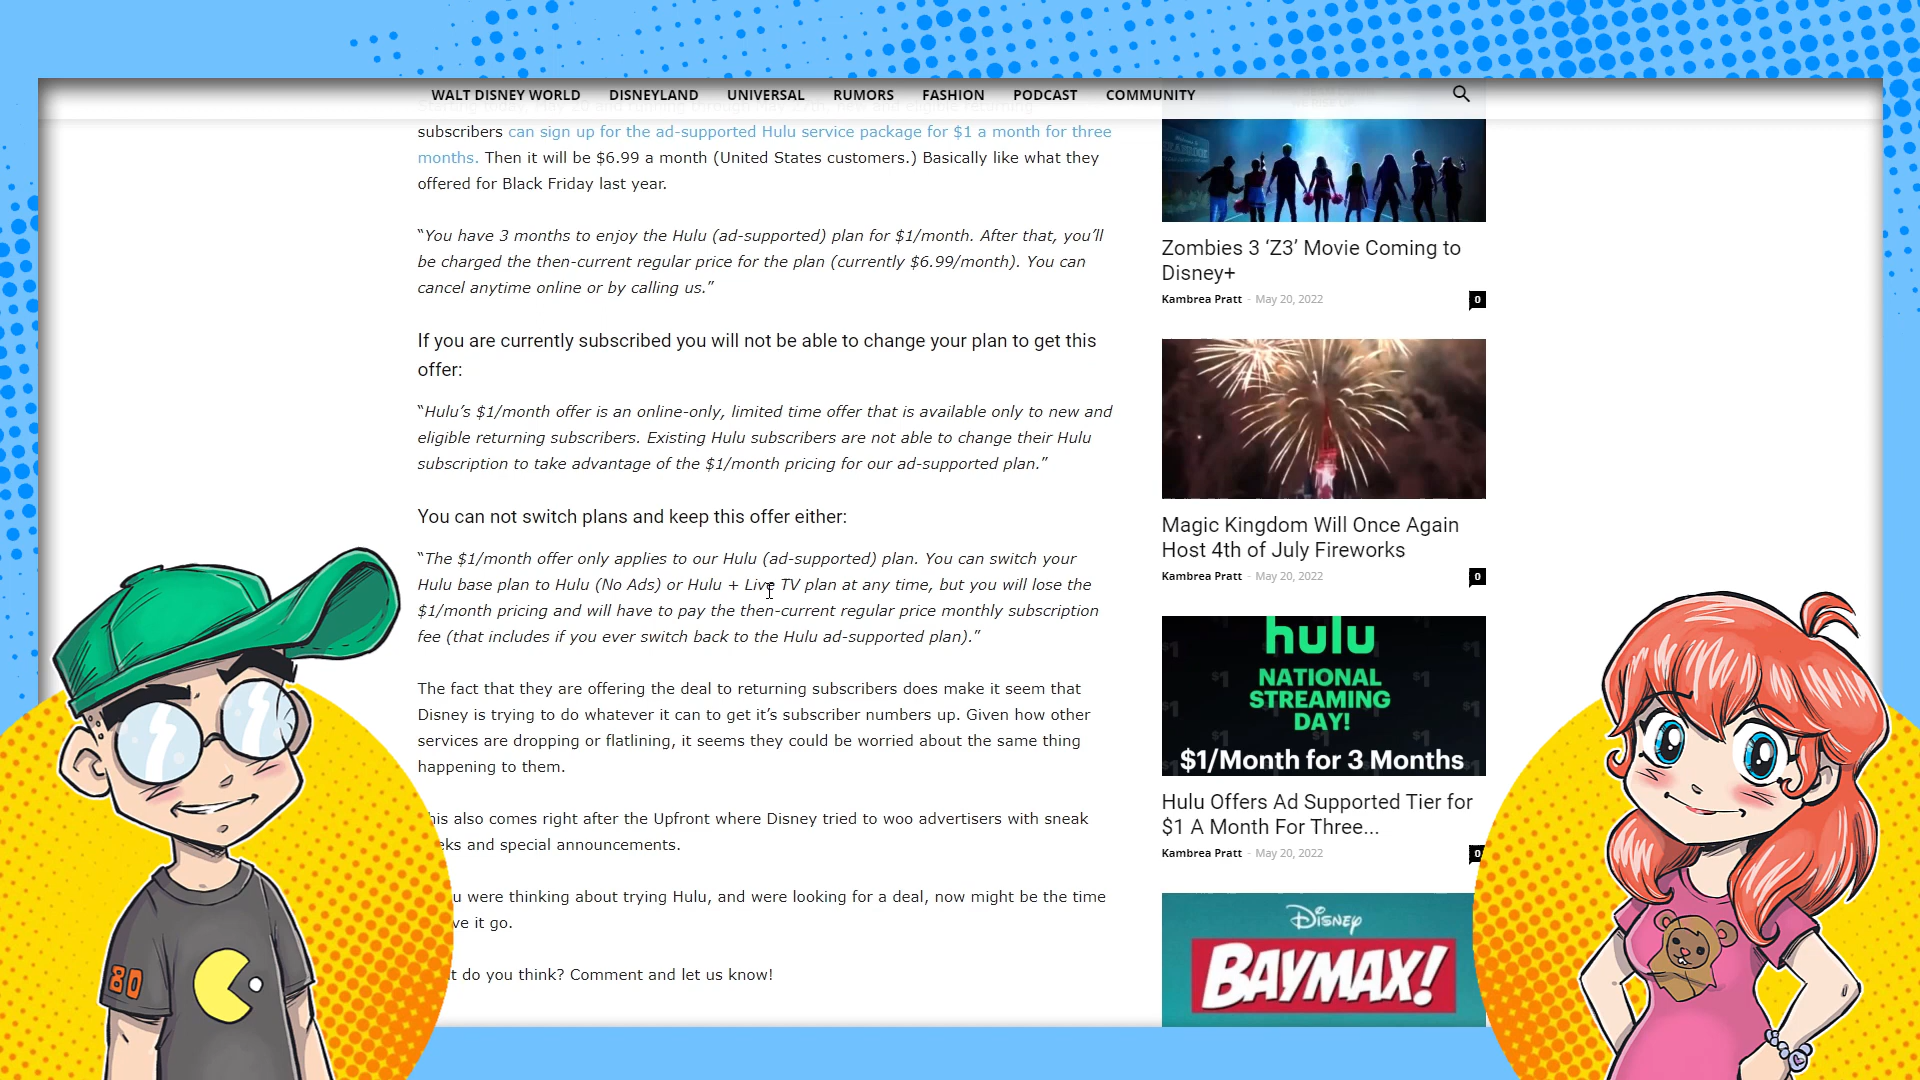 WALT DISNEY WORLD DISNEYLAND UNIVERSAL RUMORS FASHION PODCAST COMMUNITY
subscribers can sign up for the ad-supported Hulu service package for $1 a month for three
months. Then it will be $6.99 a month (United States customers.) Basically like what they
offered for Black Friday last year.
“You have 3 months to enjoy the Hulu (ad-supported) plan for $1/month. After that, you’ll
be charged the then-current regular price for the plan (currently $6.99/month). You can
cancel anytime online or by calling us.”
If you are currently subscribed you will not be able to change your plan to get this
offer:
“Hulu’s $1/month offer is an online-only, limited time offer that is available only to new and
eligible returning subscribers. Existing Hulu subscribers are not able to change their Hulu
subscription to take advantage of the $1/month pricing for our ad-supported plan.”
You can not switch plans and keep this offer either:
“The $1/month offer only applies to our Hulu (ad-supported) plan. You can switch your
Hulu base plan to Hulu (No Ads) or Hulu + Live TV plan at any time, but you will lose the
$1/month pricing and will have to pay the then-current regular price monthly subscription
fee (that includes if you ever switch back to the Hulu ad-supported plan).”
The fact that they are offering the deal to returning subscribers does make it seem that
Disney is trying to do whatever it can to get it’s subscriber numbers up. Given how other
services are dropping or flatlining, it seems they could be worried about the same thing
happening to them.
also comes right after the Upfront where Disney tried to woo advertisers with sneak
and special announcements.
were thinking about trying Hulu, and were looking for a deal, now might be the time
it go.
do you think? Comment and let us know!
Zombies 3 ‘Z3’ Movie Coming to
Disney+
Kambrea Pratt - May 20, 2022
0
Magic Kingdom Will Once Again
Host 4th of July Fireworks
Kambrea Pratt - May 20, 2022
0
hulu
NATIONAL
STREAMING
DAY!
$1/Month for 3 Months
Hulu Offers Ad Supported Tier for
$1 A Month For Three...
Kambrea Pratt - May 20, 2022
0
Disney
BAYMAX!
80